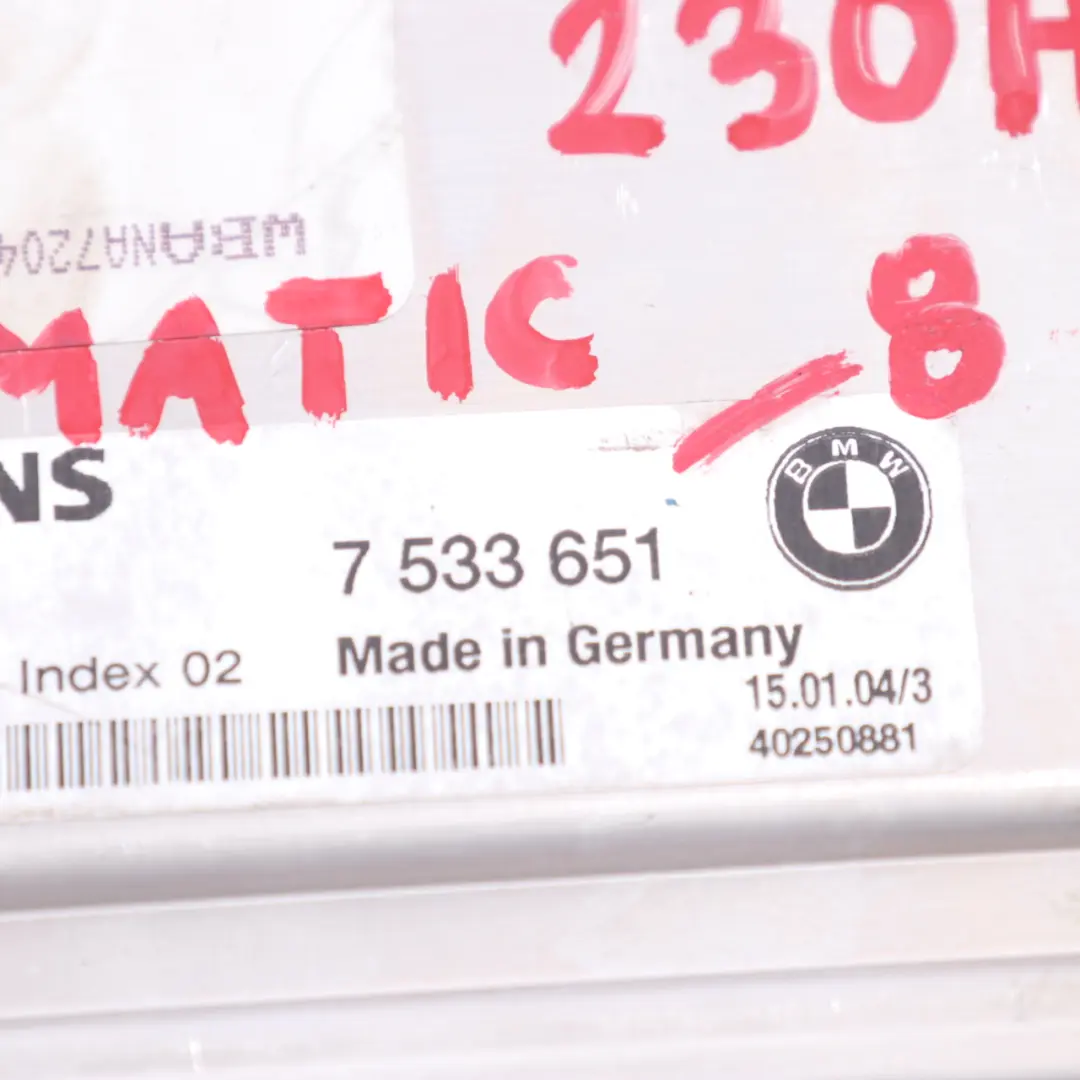 230H
WBANA7204
MATIC /8
NS
BMW
7 533 651
Made in Germany
Index 02
15.01.04/3
40250881